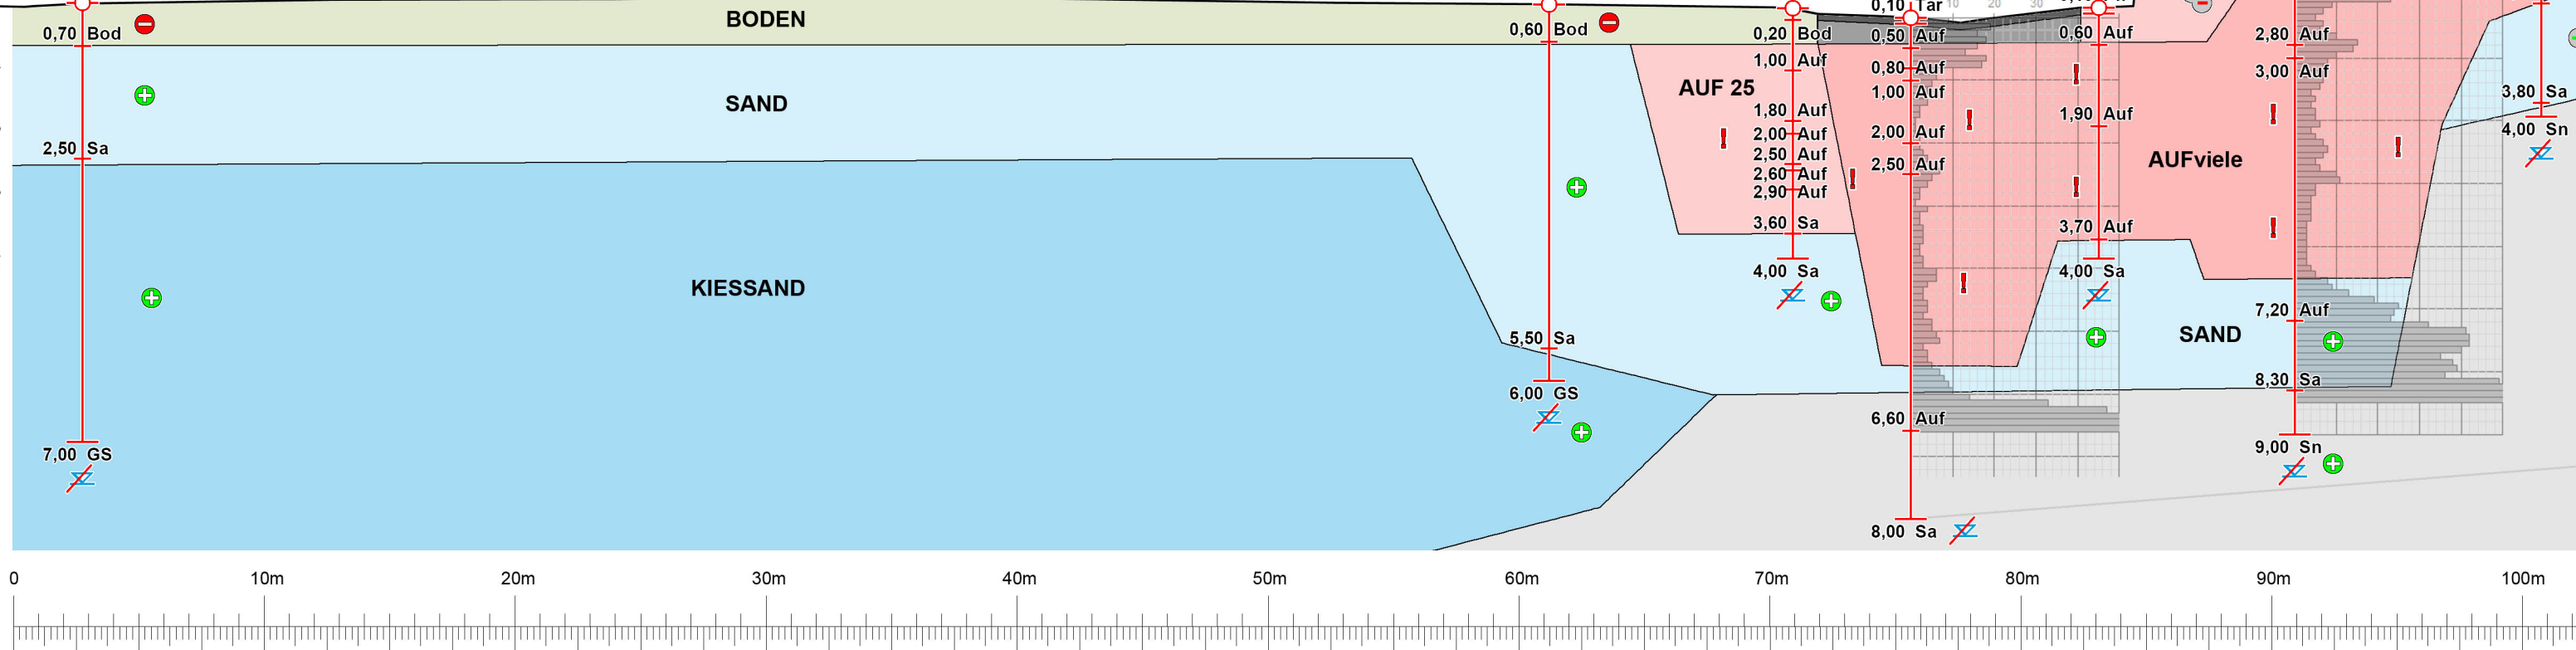 BODEN
0,70 Bod
SAND
2,50 Sa
KIESSAND
7,00 GS
0,60 Bod
5,50 Sa
6,00 GS
AUF 25
0,20 Bod
1,00 Auf
1,80 Auf
2,00 Auf
2,50 Auf
2,60 Auf
2,90 Auf
3,60 Sa
4,00 Sa
0,10 Tar
10 20 30
0,50 Auf
0,80 Auf
1,00 Auf
2,00 Auf
2,50 Auf
6,60 Auf
8,00 Sa
0,60 Auf
1,90 Auf
3,70 Auf
4,00 Sa
AUFviele
SAND
2,80 Auf
3,00 Auf
7,20 Auf
8,30 Sa
9,00 Sn
3,80 Sa
4,00 Sn
0 10m 20m 30m 40m 50m 60m 70m 80m 90m 100m